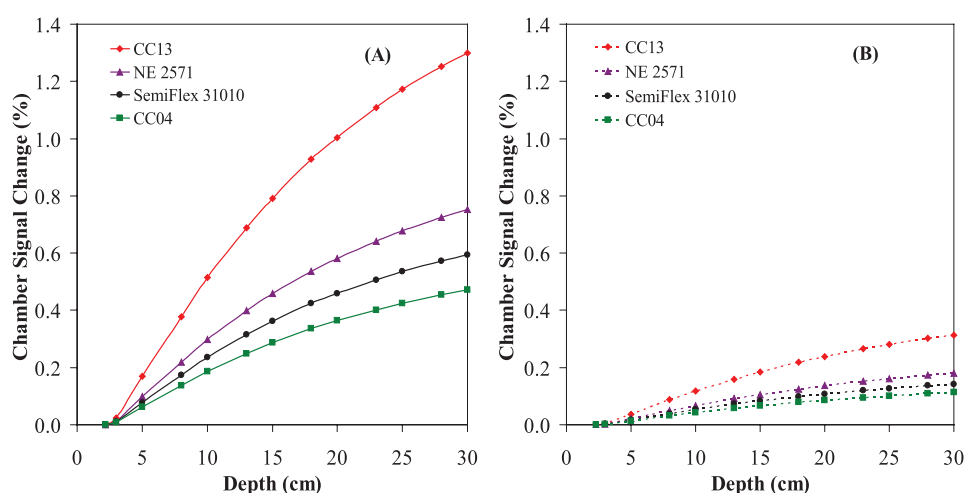 Chamber Signal Change (%)
1.4
1.2
1.0
0.8
0.6
0.4
0.2
0.0
CC13
NE 2571
SemiFlex 31010
CC04
(A)
0 5 10 15 20 25 30
Depth (cm)
Chamber Signal Change (%)
1.4
1.2
1.0
0.8
0.6
0.4
0.2
0.0
CC13
NE 2571
SemiFlex 31010
CC04
(B)
0 5 10 15 20 25 30
Depth (cm)